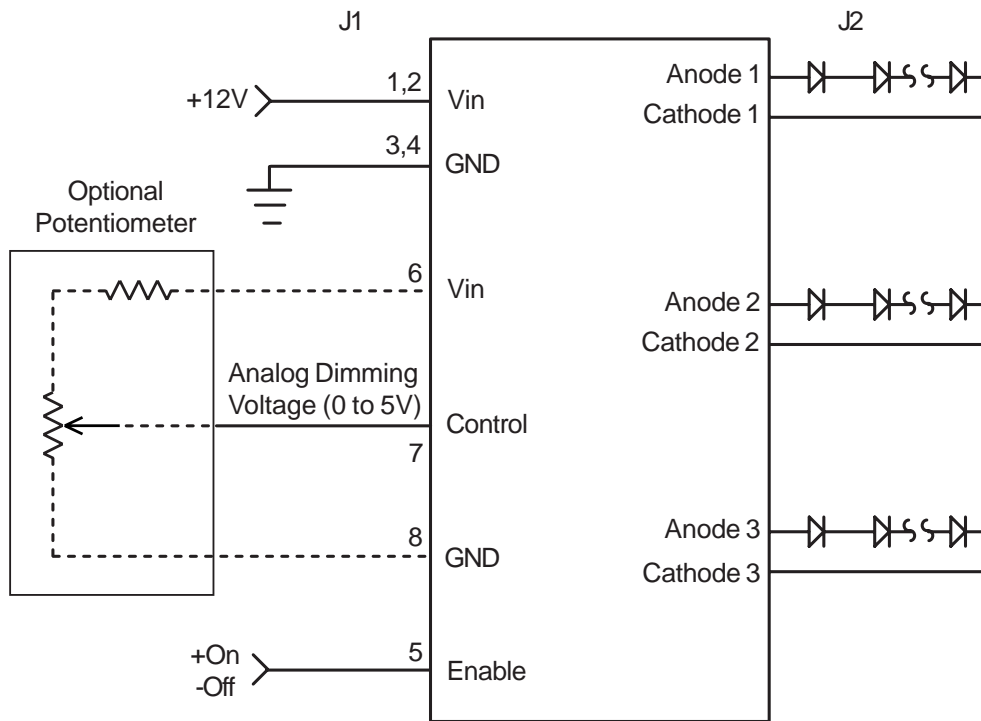 J1
J2
+12V
1,2
Vin
3,4
GND
Optional
Potentiometer
6
Vin
Analog Dimming
Voltage (0 to 5V)
Control
7
8
GND
+On
-Off
5
Enable
Anode 1
Cathode 1
Anode 2
Cathode 2
Anode 3
Cathode 3